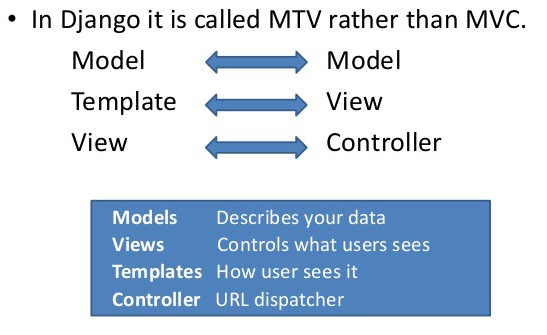 • In Django it is called MTV rather than MVC.
Model Model
Template View
View Controller
Models Describes your data
Views Controls what users sees
Templates How user sees it
Controller URL dispatcher